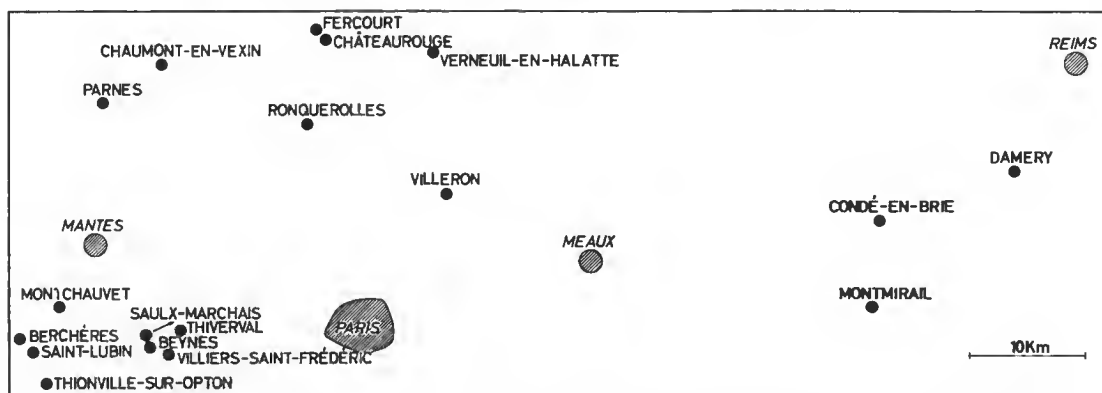 FERCOURT
CHÂTEAUROUGE
CHAUMONT-EN-VEXIN
VERNEUIL-EN-HALATTE
REIMS
PARNES
RONQUEROLLES
DAMERY
VILLERON
CONDÉ-EN-BRIE
MANTES
MEAUX
MONTCHAUVET
SAULX-MARCHAIS
THIVERVAL
MONTMIRAIL
PARIS
BERCHÉRES
BEYNES
SAINT-LUBIN
VILLIERS-SAINT-FRÉDÉRIC
10Km
THIONVILLE-SUR-OPTON